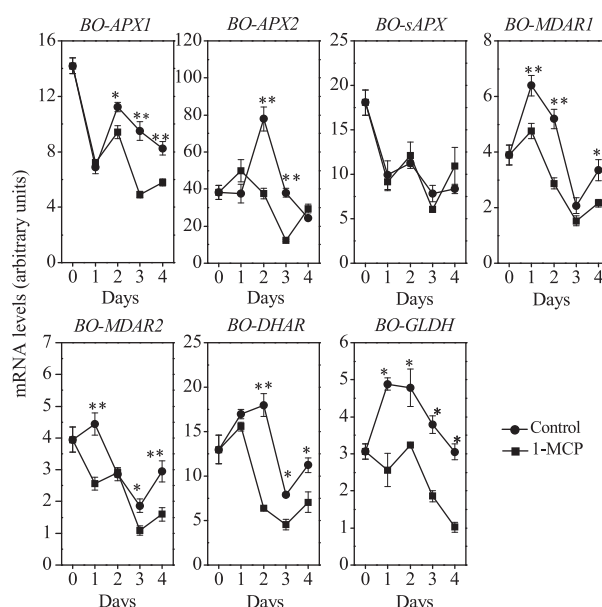 BO-APX1
BO-APX2
BO-sAPX
BO-MDAR1
16
12
8
4
0
120
100
80
60
40
20
0
25
20
15
10
5
0
8
6
4
2
0
*
**
**
**
**
**
**
*
0 1 2 3 4
0 1 2 3 4
0 1 2 3 4
0 1 2 3 4
Days
Days
Days
Days
mRNA levels (arbitrary units)
BO-MDAR2
BO-DHAR
BO-GLDH
7
6
5
4
3
2
1
0
25
20
15
10
5
0
6
5
4
3
2
1
0
**
*
**
**
*
*
*
*
*
*
Control
1-MCP
0 1 2 3 4
0 1 2 3 4
0 1 2 3 4
Days
Days
Days